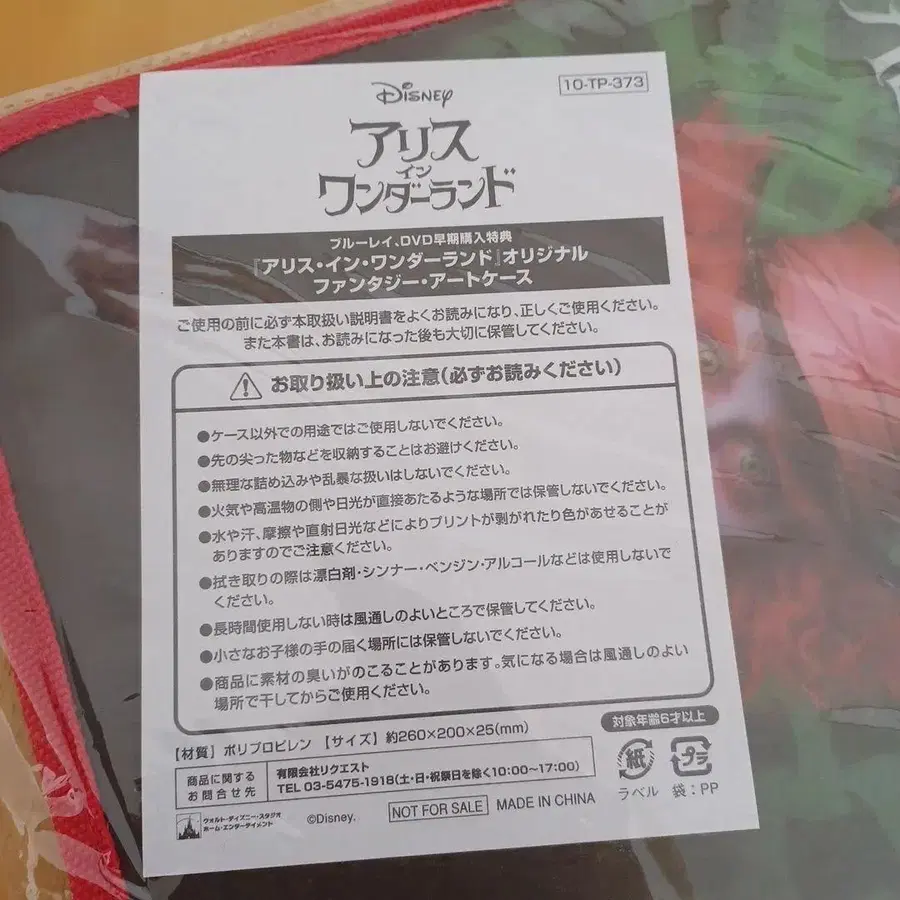 Disney
10-TP-373
アリス
イン
ワンダーランド
ブルーレイ、DVD早期購入特典
『アリス・イン・ワンダーランド』オリジナル
ファンタジー・アートケース
ご使用の前に必ず本取扱い説明書をよくお読みになり、正しくご使用ください。
また本書は、お読みになった後も大切に保管してください。
お取り扱い上の注意(必ずお読みください)
●ケース以外での用途ではご使用しないでください。
●先の尖った物などを収納することはお避けください。
●無理な詰め込みや乱暴な扱いはしないでください。
●火気や高温物の側や日光が直接あたるような場所では保管しないでください。
●水や汗、摩擦や直射日光などによりプリントが剥がれたり色があせることが
ありますのでご注意ください。
●拭き取りの際は漂白剤・シンナー・ベンジン・アルコールなどは使用しないで
ください。
●長時間使用しない時は風通しのよいところで保管してください。
●小さなお子様の手の届く場所には保管しないでください。
●商品に素材の臭いがのこることがあります。気になる場合は風通しのよい
場所で干してからご使用ください。
対象年齢6才以上
【材質】ポリプロピレン 【サイズ】約260×200×25(mm)
商品に関する
お問合せ先
有限会社リクエスト
TEL 03-5475-1918(土・日・祝祭日を除く10:00〜17:00)
紙
プラ
ラベル 袋:PP
ウォルト・ディズニー・スタジオ
ホーム・エンターテイメント
©Disney.
NOT FOR SALE
MADE IN CHINA